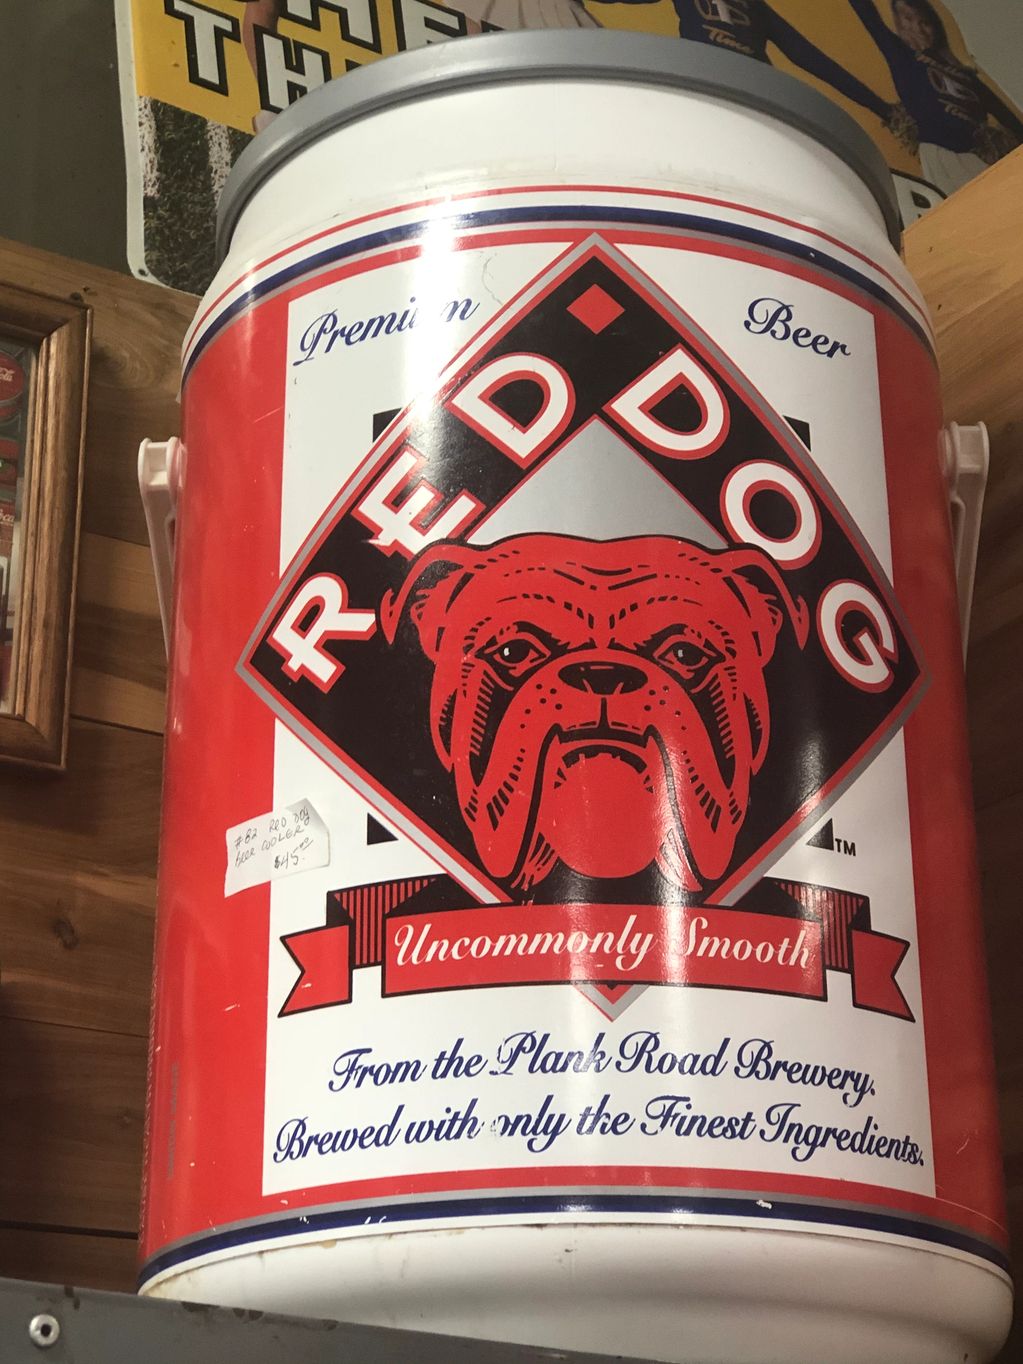 Premium Beer
RED DOG
TM
#82 RED DOG
BEER COOLER
$45.00
Uncommonly Smooth
From the Plank Road Brewery.
Brewed with only the Finest Ingredients.